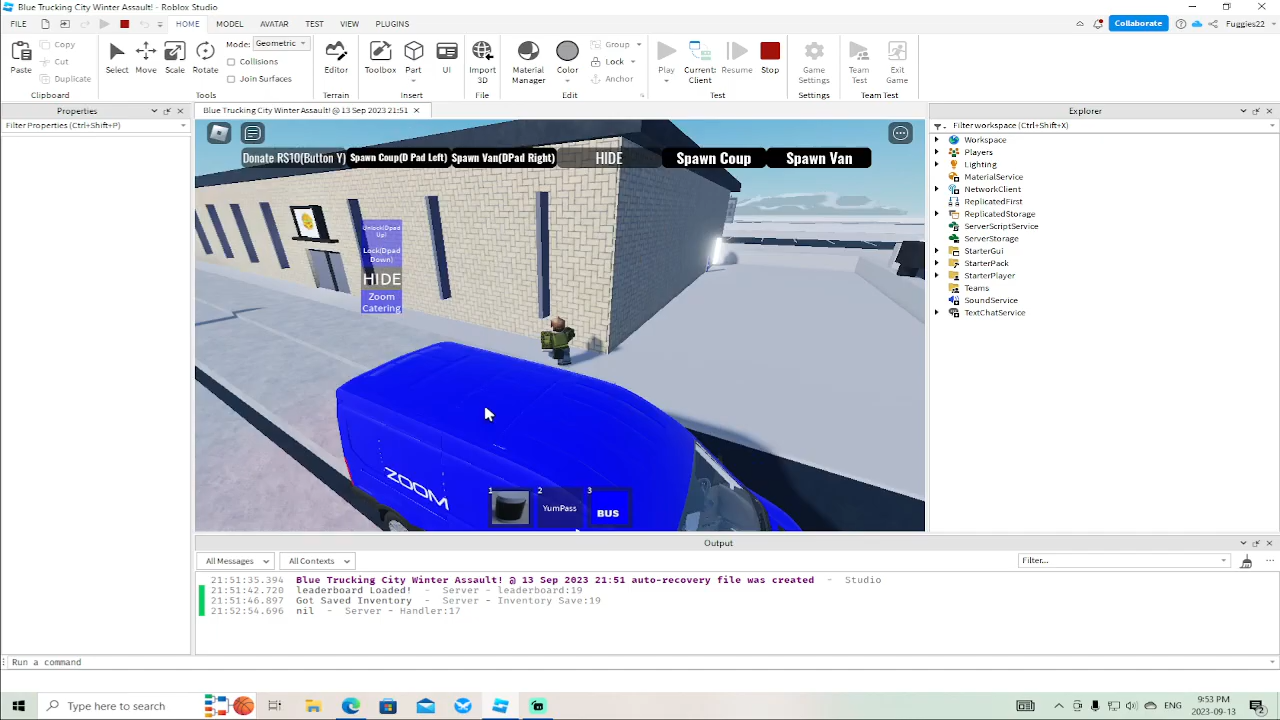 Blue Trucking City Winter Assault! - Roblox Studio
FILE HOME MODEL AVATAR TEST VIEW PLUGINS Collaborate Fuggies22
Paste Copy Cut Duplicate Clipboard
Select Move Scale Rotate Mode: Geometric Collisions Join Surfaces Tools
Editor Terrain
Toolbox Part UI Insert
Import 3D File
Material Manager Color Group Lock Anchor Edit
Play Current: Client Resume Stop Test
Game Settings Settings
Team Test Exit Game Team Test
Properties
Filter Properties (Ctrl+Shift+P)
Blue Trucking City Winter Assault! @ 13 Sep 2023 21:51
Explorer
Filter workspace (Ctrl+Shift+X)
Workspace
Players
Lighting
MaterialService
NetworkClient
ReplicatedFirst
ReplicatedStorage
ServerScriptService
ServerStorage
StarterGui
StarterPack
StarterPlayer
Teams
SoundService
TextChatService
Donate RS10(Button Y) Spawn Coup(D Pad Left) Spawn Van(DPad Right) HIDE Spawn Coup Spawn Van
Unlock(Dpad
Up)
Lock(Dpad
Down)
HIDE
Zoom
Catering
ZOOM
1 2 YumPass 3 BUS
Output
All Messages All Contexts Filter...
21:51:35.394 Blue Trucking City Winter Assault! @ 13 Sep 2023 21:51 auto-recovery file was created - Studio
21:51:42.720 leaderboard Loaded! - Server - leaderboard:19
21:51:46.897 Got Saved Inventory - Server - Inventory Save:19
21:52:54.696 nil - Server - Handler:17
Run a command
Type here to search
ENG
9:53 PM
2023-09-13
2